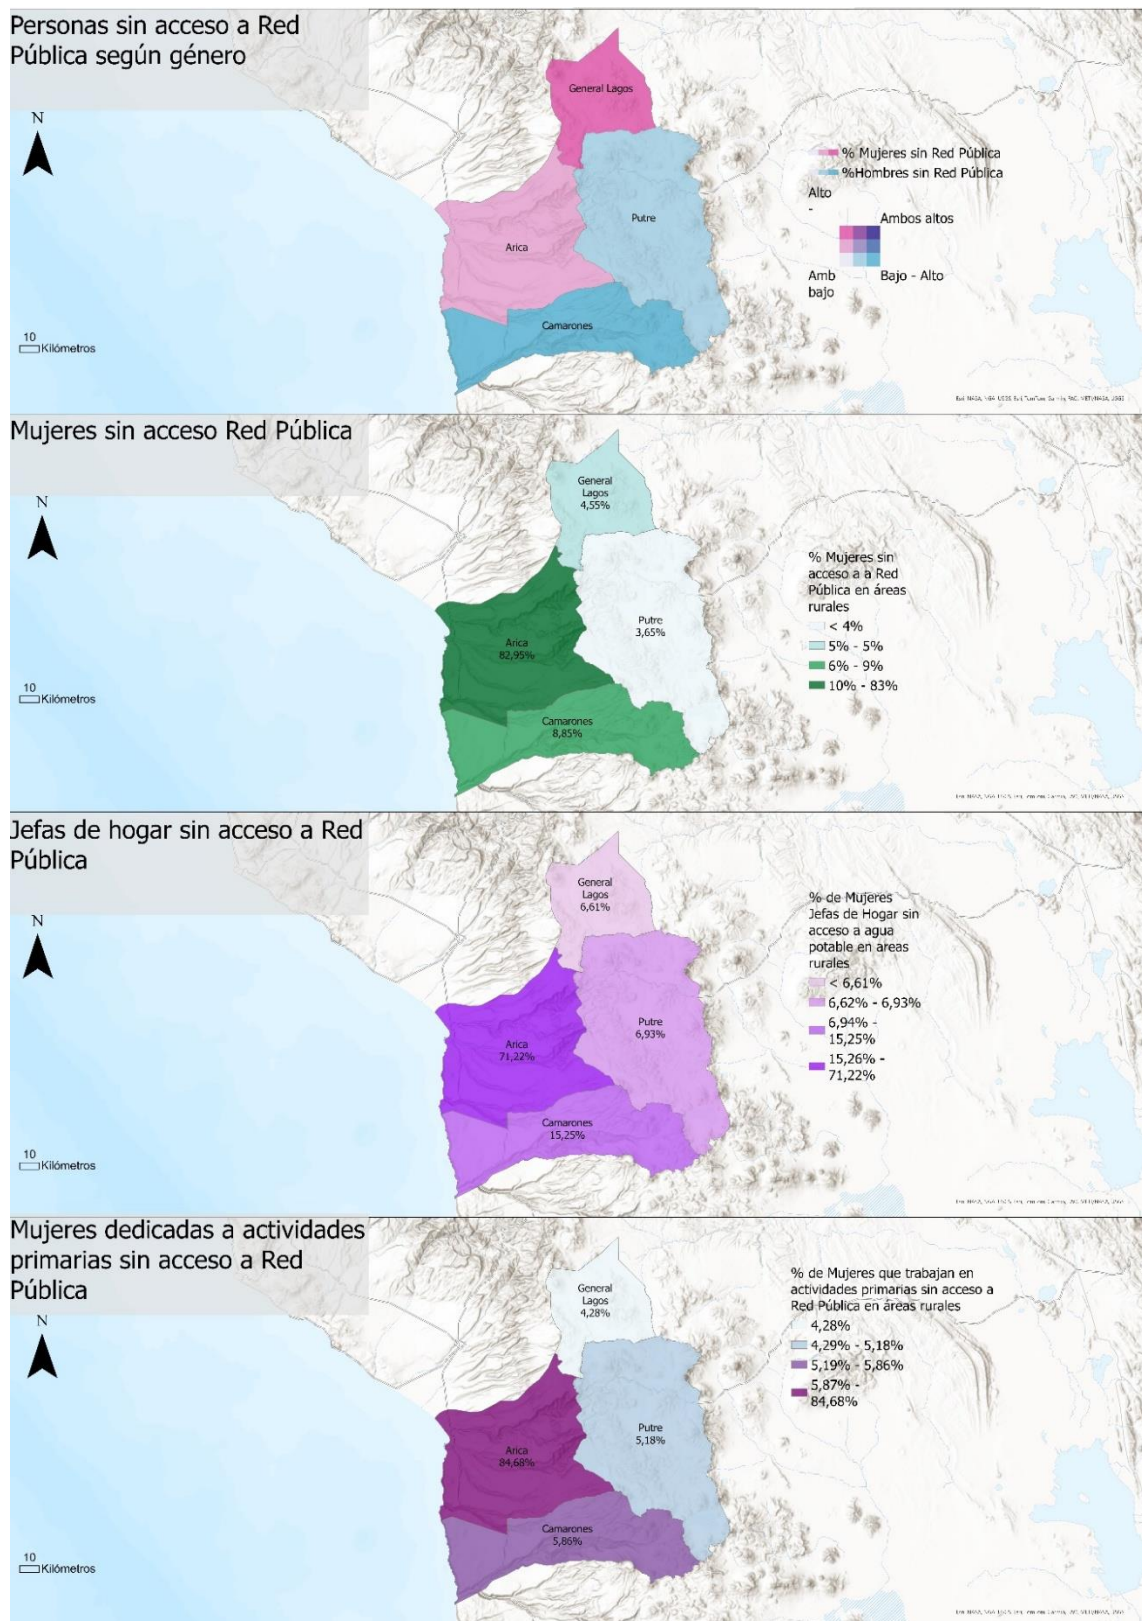 Personas sin acceso a Red
Pública según género
N
General Lagos
Putre
Arica
Camarones
% Mujeres sin Red Pública
%Hombres sin Red Pública
Alto
-
Ambos altos
Amb
bajo
Bajo - Alto
10
Kilómetros
Mujeres sin acceso Red Pública
N
General
Lagos
4,55%
Putre
3,65%
Arica
82,95%
Camarones
8,85%
% Mujeres sin
acceso a a Red
Pública en áreas
rurales
< 4%
5% - 5%
6% - 9%
10% - 83%
10
Kilómetros
Jefas de hogar sin acceso a Red
Pública
N
General
Lagos
6,61%
Putre
6,93%
Arica
71,22%
Camarones
15,25%
% de Mujeres
Jefas de Hogar sin
acceso a agua
potable en areas
rurales
< 6,61%
6,62% - 6,93%
6,94% -
15,25%
15,26% -
71,22%
10
Kilómetros
Mujeres dedicadas a actividades
primarias sin acceso a Red
Pública
N
General
Lagos
4,28%
Putre
5,18%
Arica
84,68%
Camarones
5,86%
% de Mujeres que trabajan en
actividades primarias sin acceso a
Red Pública en áreas rurales
4,28%
4,29% - 5,18%
5,19% - 5,86%
5,87% -
84,68%
10
Kilómetros